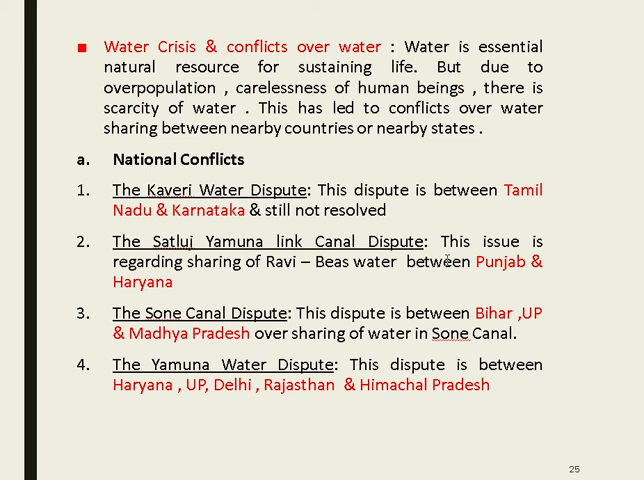 ■ Water Crisis & conflicts over water : Water is essential
natural resource for sustaining life. But due to
overpopulation , carelessness of human beings , there is
scarcity of water . This has led to conflicts over water
sharing between nearby countries or nearby states .
a. National Conflicts
1. The Kaveri Water Dispute: This dispute is between Tamil
Nadu & Karnataka & still not resolved
2. The Satluj Yamuna link Canal Dispute: This issue is
regarding sharing of Ravi – Beas water between Punjab &
Haryana
3. The Sone Canal Dispute: This dispute is between Bihar ,UP
& Madhya Pradesh over sharing of water in Sone Canal.
4. The Yamuna Water Dispute: This dispute is between
Haryana , UP, Delhi , Rajasthan & Himachal Pradesh
25